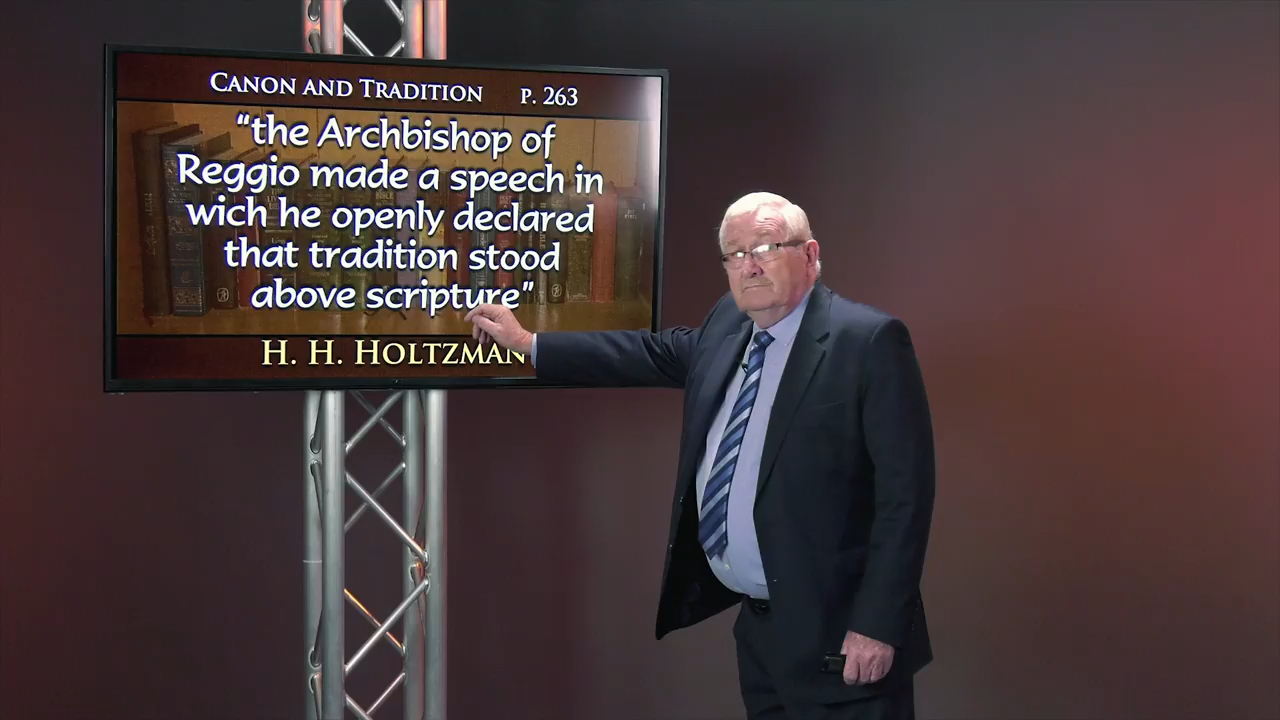 CANON AND TRADITION P. 263
“the Archbishop of
Reggio made a speech in
wich he openly declared
that tradition stood
above scripture”
H. H. HOLTZMAN